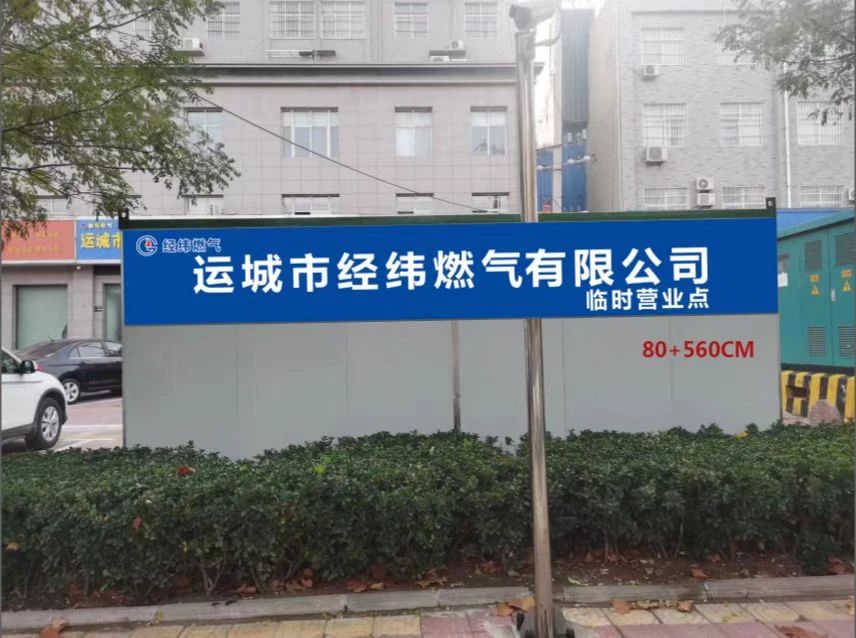 经纬燃气
运城市经纬燃气有限公司
临时营业点
80+560CM
运城市